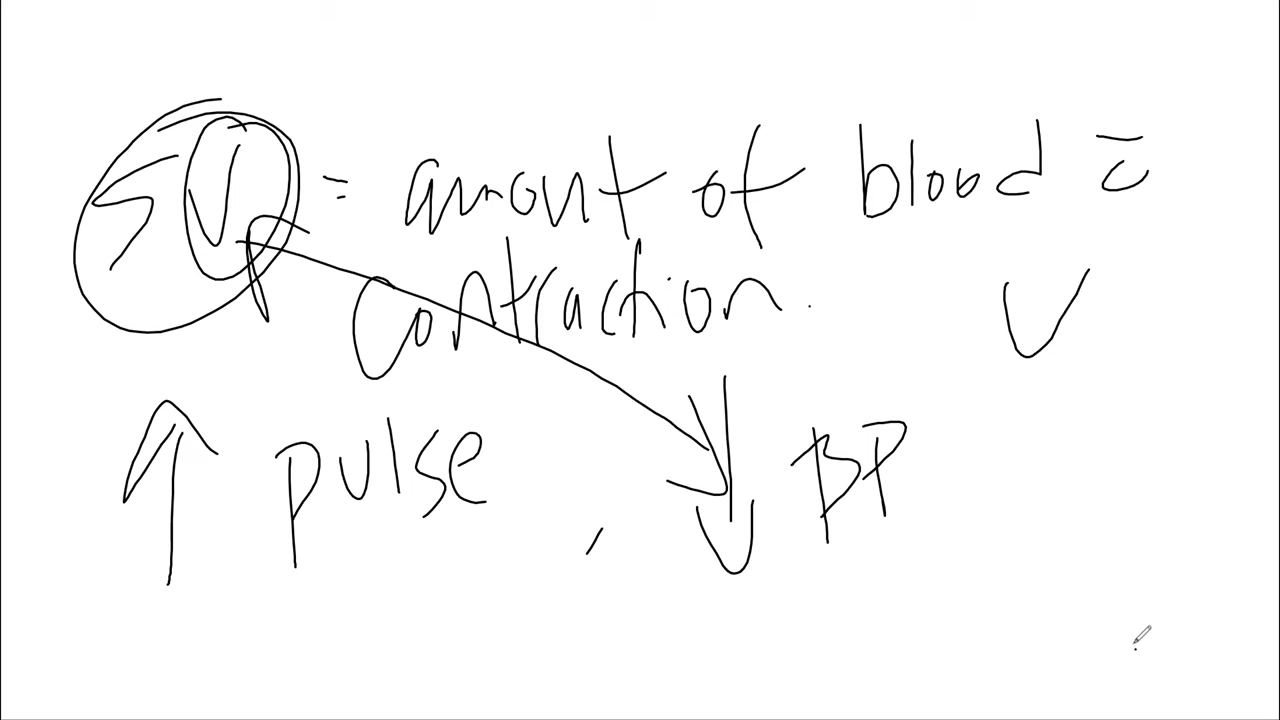 SV = amount of blood c̄
contraction.
↑ pulse, ↓ BP